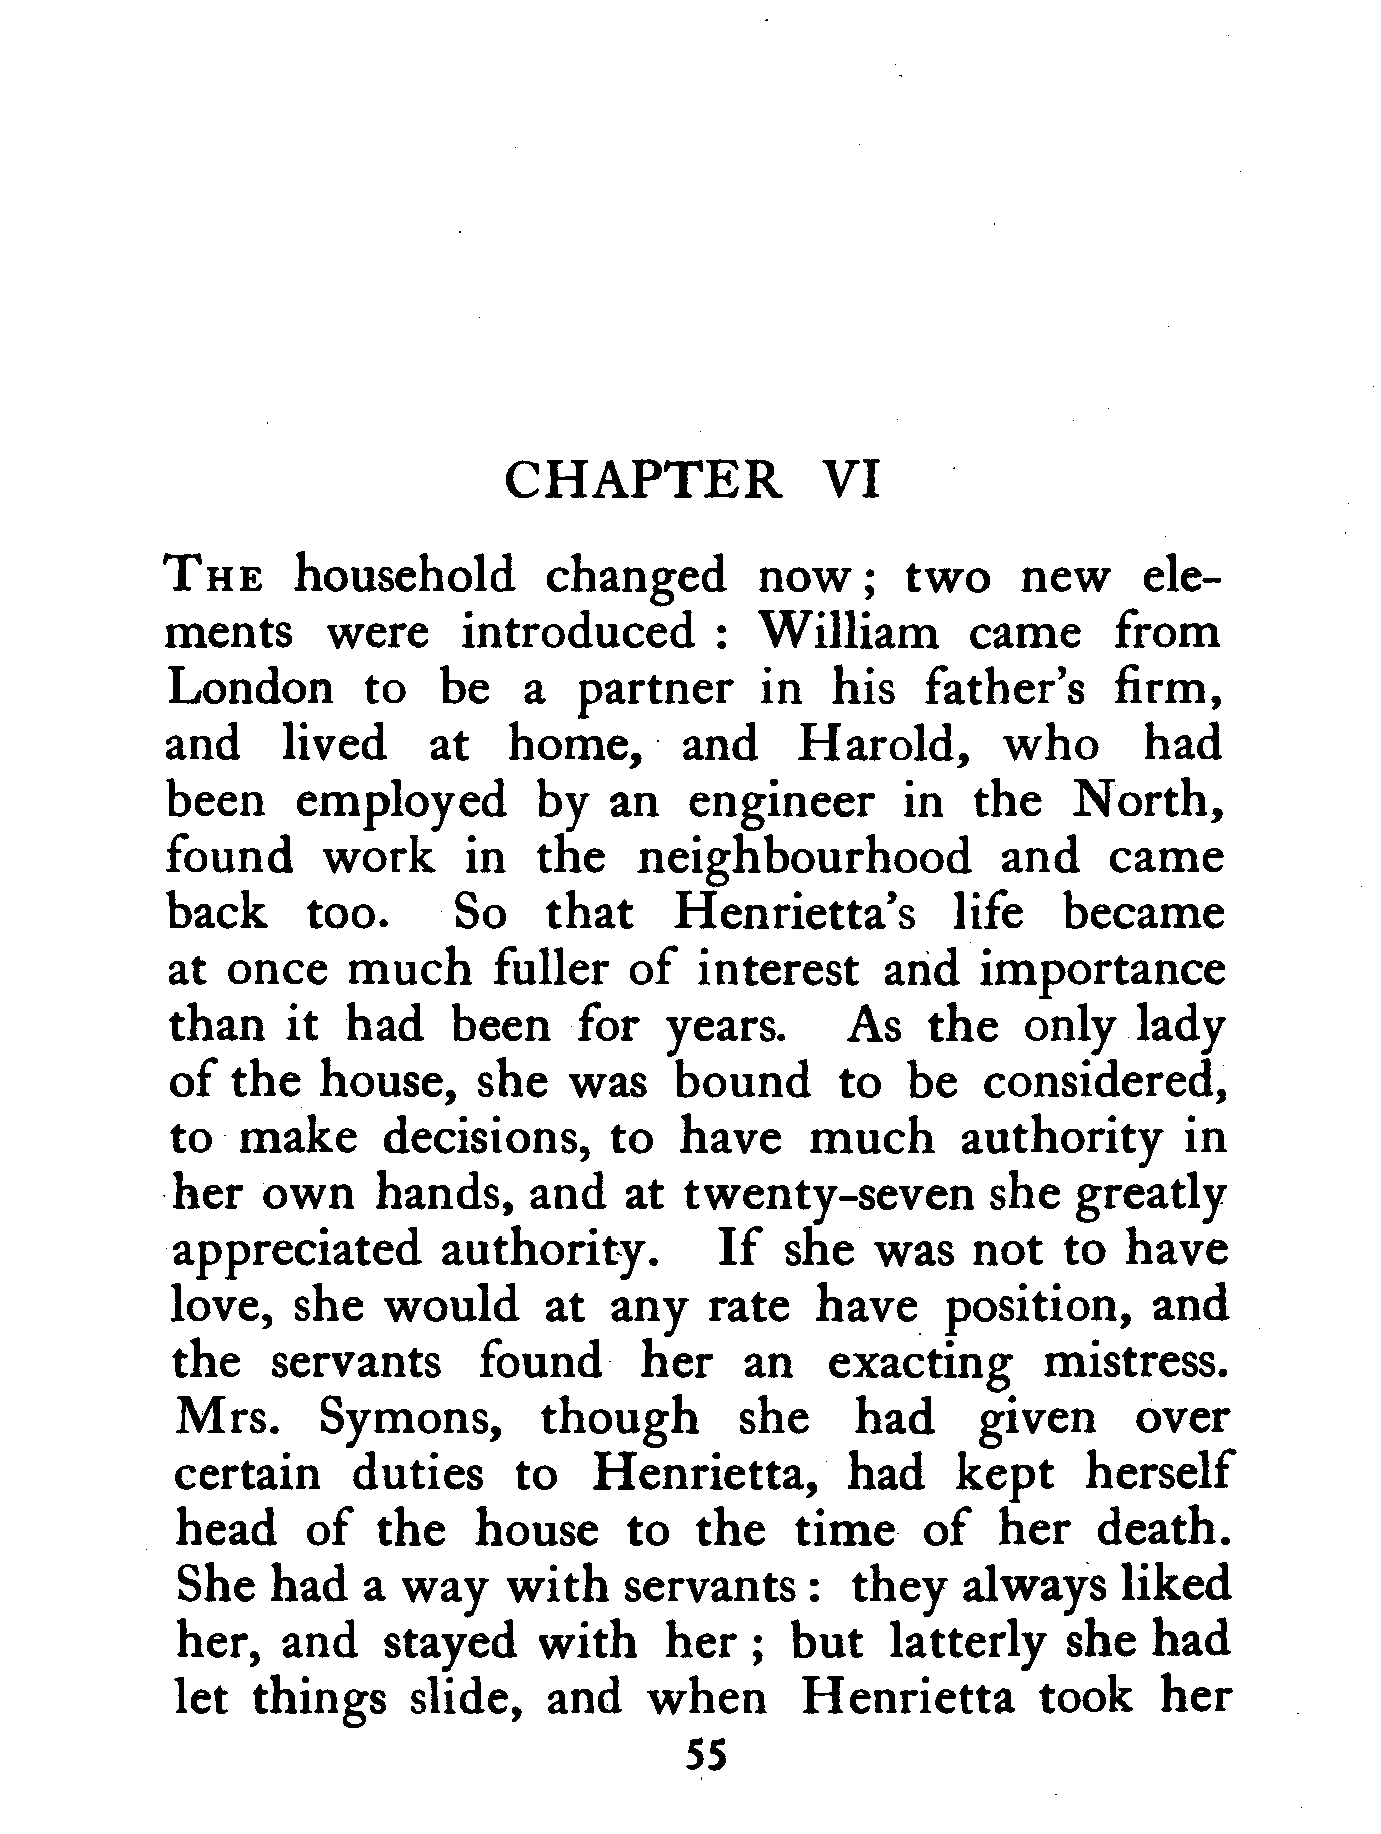 CHAPTER VI
THE household changed now; two new ele-
ments were introduced : William came from
London to be a partner in his father's firm,
and lived at home, and Harold, who had
been employed by an engineer in the North,
found work in the neighbourhood and came
back too. So that Henrietta's life became
at once much fuller of interest and importance
than it had been for years. As the only lady
of the house, she was bound to be considered,
to make decisions, to have much authority in
her own hands, and at twenty-seven she greatly
appreciated authority. If she was not to have
love, she would at any rate have position, and
the servants found her an exacting mistress.
Mrs. Symons, though she had given over
certain duties to Henrietta, had kept herself
head of the house to the time of her death.
She had a way with servants : they always liked
her, and stayed with her ; but latterly she had
let things slide, and when Henrietta took her
55